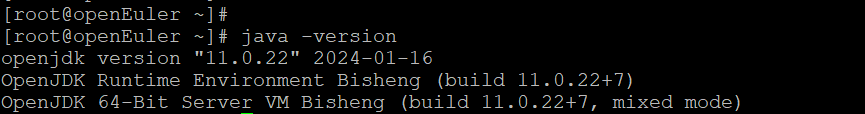 [root@openEuler ~]#
[root@openEuler ~]# java -version
openjdk version "11.0.22" 2024-01-16
OpenJDK Runtime Environment Bisheng (build 11.0.22+7)
OpenJDK 64-Bit Server VM Bisheng (build 11.0.22+7, mixed mode)